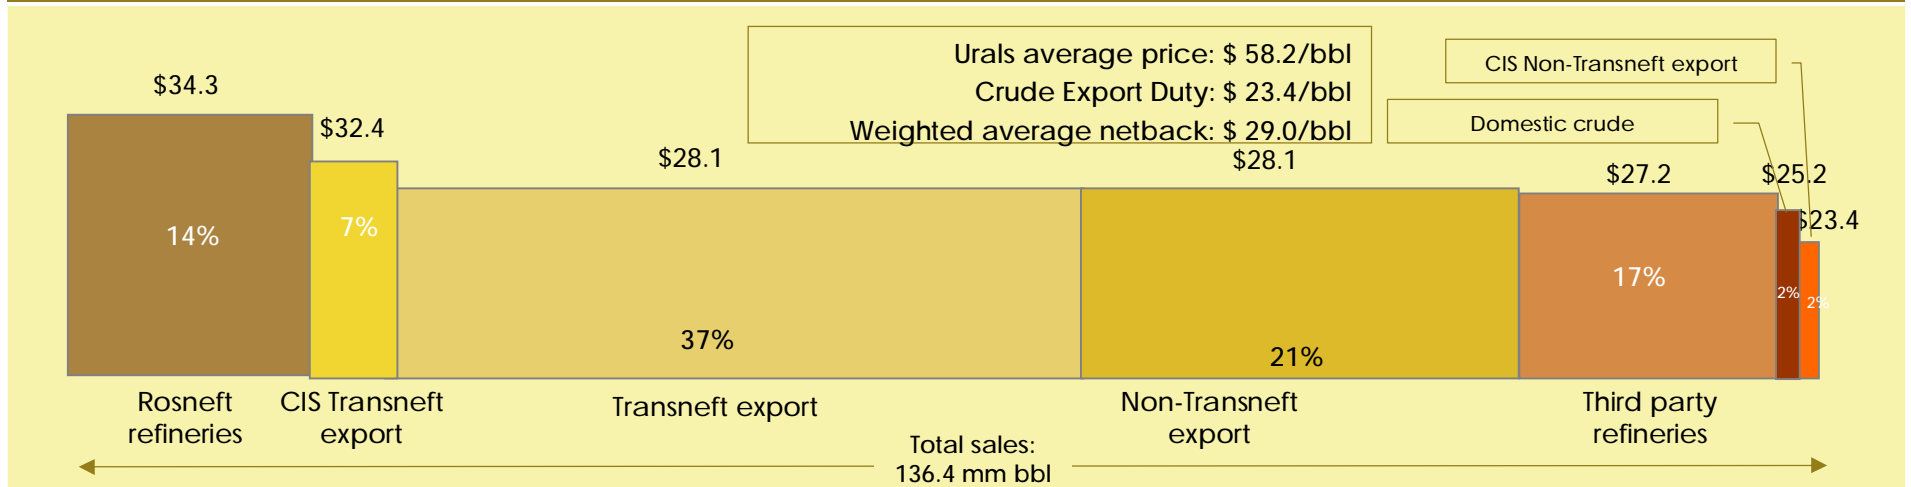 Urals average price: $ 58.2/bbl
Crude Export Duty: $ 23.4/bbl
Weighted average netback: $ 29.0/bbl
CIS Non-Transneft export
Domestic crude
$34.3
$32.4
$28.1
$28.1
$27.2
$25.2
$23.4
14%
7%
37%
21%
17%
2%
2%
Rosneft
refineries
CIS Transneft
export
Transneft export
Non-Transneft
export
Third party
refineries
Total sales:
136.4 mm bbl